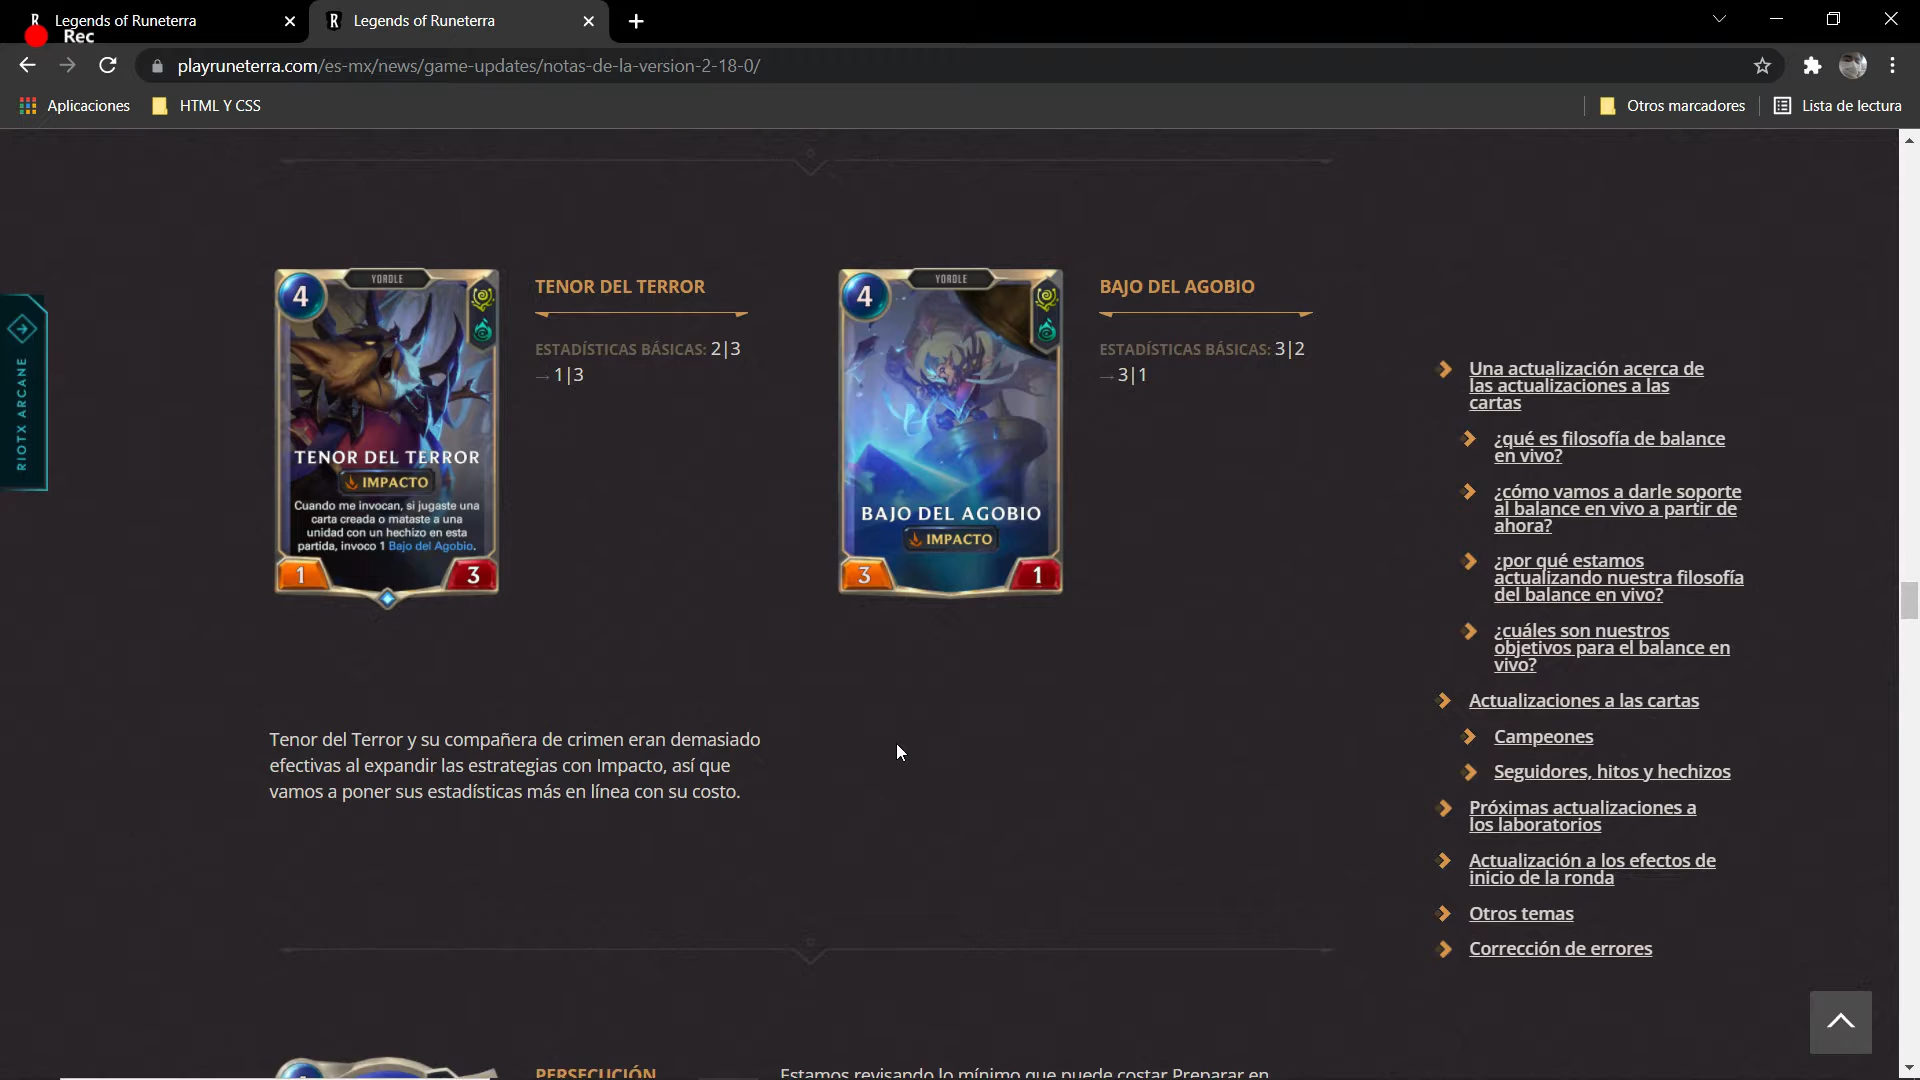 Legends of Runeterra
Legends of Runeterra
Rec
playruneterra.com/es-mx/news/game-updates/notas-de-la-version-2-18-0/
Aplicaciones
HTML Y CSS
Otros marcadores
Lista de lectura
RIOTX ARCANE
4
YORDLE
TENOR DEL TERROR
IMPACTO
Cuando me invocan, si jugaste una
carta creada o mataste a una
unidad con un hechizo en esta
partida, invoco 1 Bajo del Agobio.
1
3
TENOR DEL TERROR
ESTADÍSTICAS BÁSICAS: 2|3
→ 1|3
4
YORDLE
BAJO DEL AGOBIO
IMPACTO
3
1
BAJO DEL AGOBIO
ESTADÍSTICAS BÁSICAS: 3|2
→ 3|1
Tenor del Terror y su compañera de crimen eran demasiado
efectivas al expandir las estrategias con Impacto, así que
vamos a poner sus estadísticas más en línea con su costo.
PERSECUCIÓN
Estamos revisando lo mínimo que puede costar Preparar en
Una actualización acerca de
las actualizaciones a las
cartas
¿qué es filosofía de balance
en vivo?
¿cómo vamos a darle soporte
al balance en vivo a partir de
ahora?
¿por qué estamos
actualizando nuestra filosofía
del balance en vivo?
¿cuáles son nuestros
objetivos para el balance en
vivo?
Actualizaciones a las cartas
Campeones
Seguidores, hitos y hechizos
Próximas actualizaciones a
los laboratorios
Actualización a los efectos de
inicio de la ronda
Otros temas
Corrección de errores